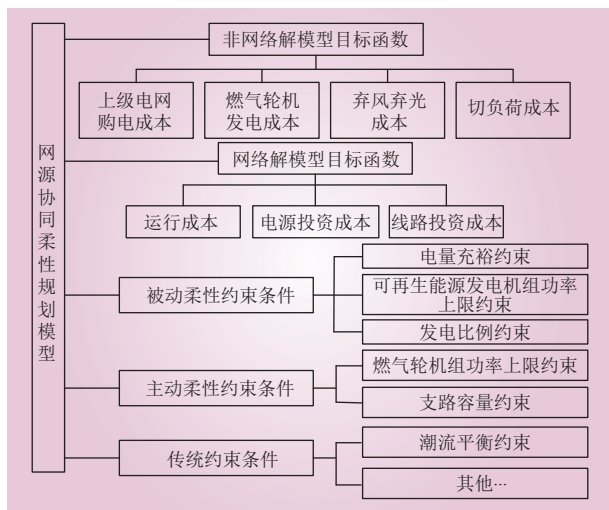 网源协同柔性规划模型
非网络解模型目标函数
上级电网
购电成本
燃气轮机
发电成本
弃风弃光
成本
切负荷成本
网络解模型目标函数
运行成本
电源投资成本
线路投资成本
被动柔性约束条件
电量充裕约束
可再生能源发电机组功率
上限约束
发电比例约束
主动柔性约束条件
燃气轮机组功率上限约束
支路容量约束
传统约束条件
潮流平衡约束
其他…